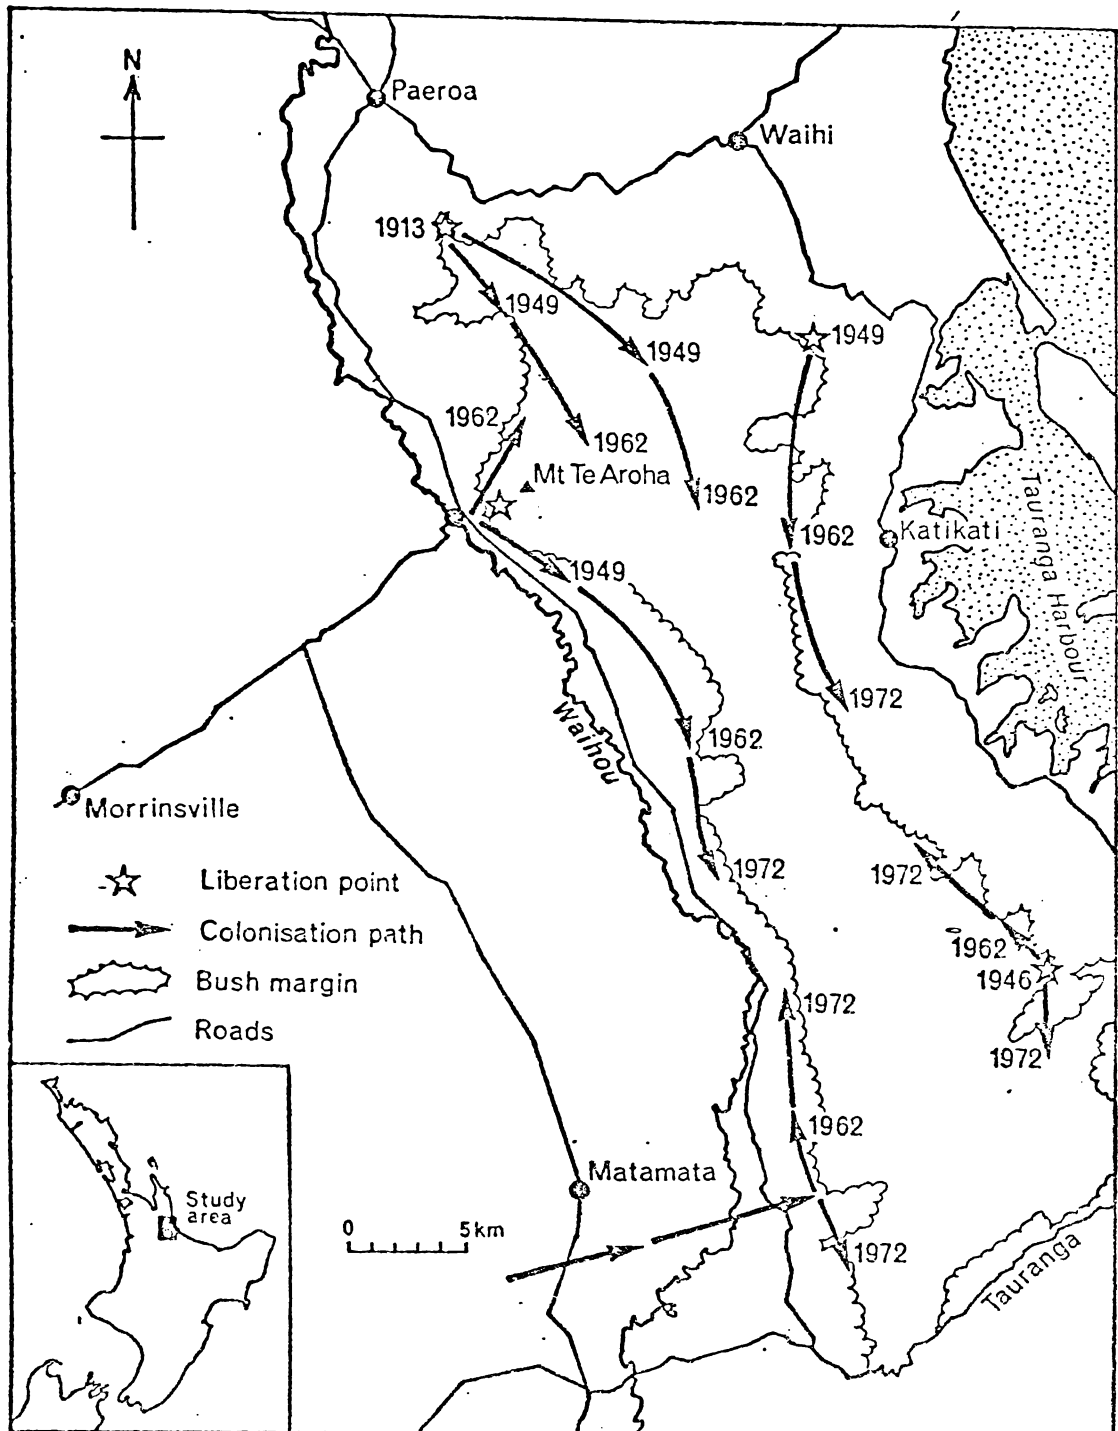 N
Paeroa
Waihi
1913
1949
1949
1949
1962
1962
Mt Te Aroha
1962
1962
Katikati
Tauranga Harbour
1949
1972
Waihou
1962
Morrinsville
1972
1972
Liberation point
Colonisation path
1962
1946
Bush margin
1972
Roads
1972
1962
Study
area
Matamata
0 5km
1972
Tauranga